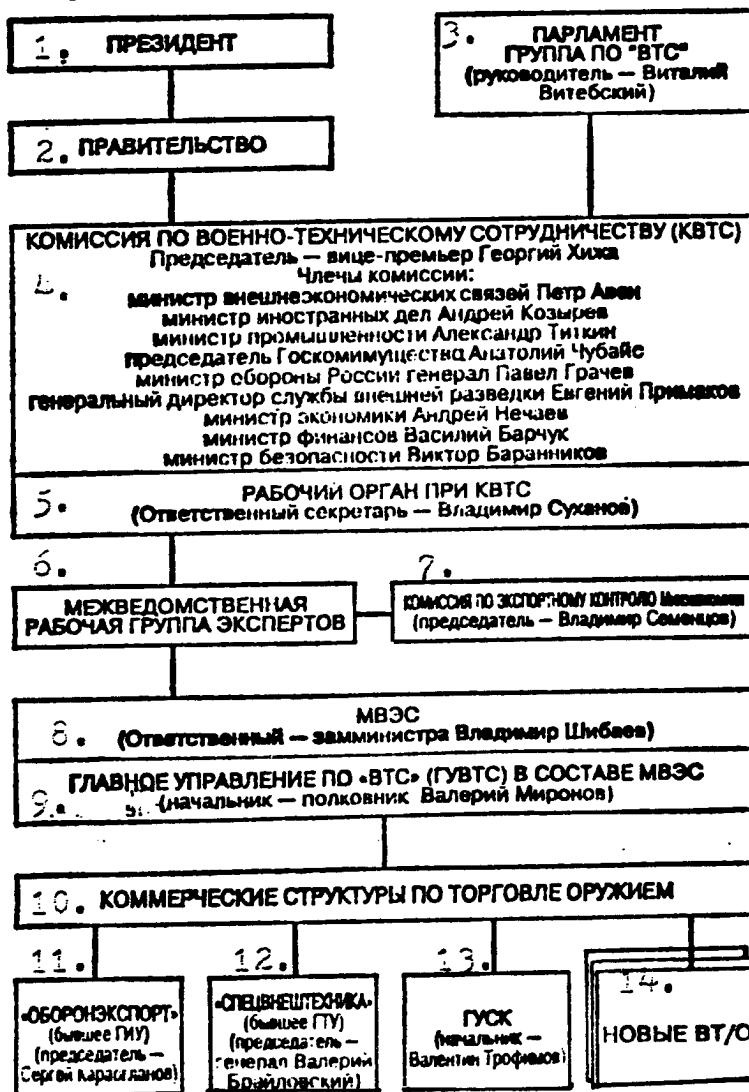 1. ПРЕЗИДЕНТ
3. ПАРЛАМЕНТ
ГРУППА ПО "ВТС"
(руководитель — Виталий
Витебский)
2. ПРАВИТЕЛЬСТВО
КОМИССИЯ ПО ВОЕННО-ТЕХНИЧЕСКОМУ СОТРУДНИЧЕСТВУ (КВТС)
Председатель — вице-премьер Георгий Хижа
Члены комиссии:
министр внешнеэкономических связей Петр Авен
министр иностранных дел Андрей Козырев
министр промышленности Александр Титкин
председатель Госкомимущества Анатолий Чубайс
министр обороны России генерал Павел Грачев
генеральный директор службы внешней разведки Евгений Примаков
министр экономики Андрей Нечаев
министр финансов Василий Барчук
министр безопасности Виктор Баранников
5. РАБОЧИЙ ОРГАН ПРИ КВТС
(Ответственный секретарь — Владимир Суханов)
6.
МЕЖВЕДОМСТВЕННАЯ
РАБОЧАЯ ГРУППА ЭКСПЕРТОВ
7.
КОМИССИЯ ПО ЭКСПОРТНОМУ КОНТРОЛЮ
(председатель — Владимир Семенцов)
8. МВЭС
(Ответственный — замминистра Владимир Шибаев)
9. ГЛАВНОЕ УПРАВЛЕНИЕ ПО «ВТС» (ГУВТС) В СОСТАВЕ МВЭС
(начальник — полковник Валерий Миронов)
10. КОММЕРЧЕСКИЕ СТРУКТУРЫ ПО ТОРГОВЛЕ ОРУЖИЕМ
11.
«ОБОРОНЭКСПОРТ»
(бывшее ГИУ)
(председатель —
Сергей Караогланов)
12.
«СПЕЦВНЕШТЕХНИКА»
(бывшее ГТУ)
(председатель —
генерал Валерий
Брайловский)
13.
ГУСК
(начальник —
Валентин Трофимов)
14.
НОВЫЕ ВТ/О